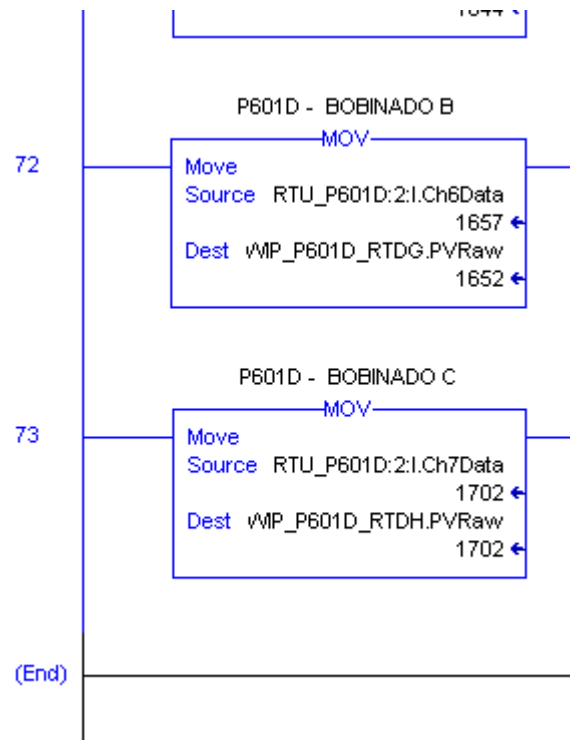 P601D - BOBINADO B
MOV
72
Move
Source RTU_P601D:2:I.Ch6Data
1657
Dest WIP_P601D_RTDG.PVRaw
1652
P601D - BOBINADO C
MOV
73
Move
Source RTU_P601D:2:I.Ch7Data
1702
Dest WIP_P601D_RTDH.PVRaw
1702
(End)